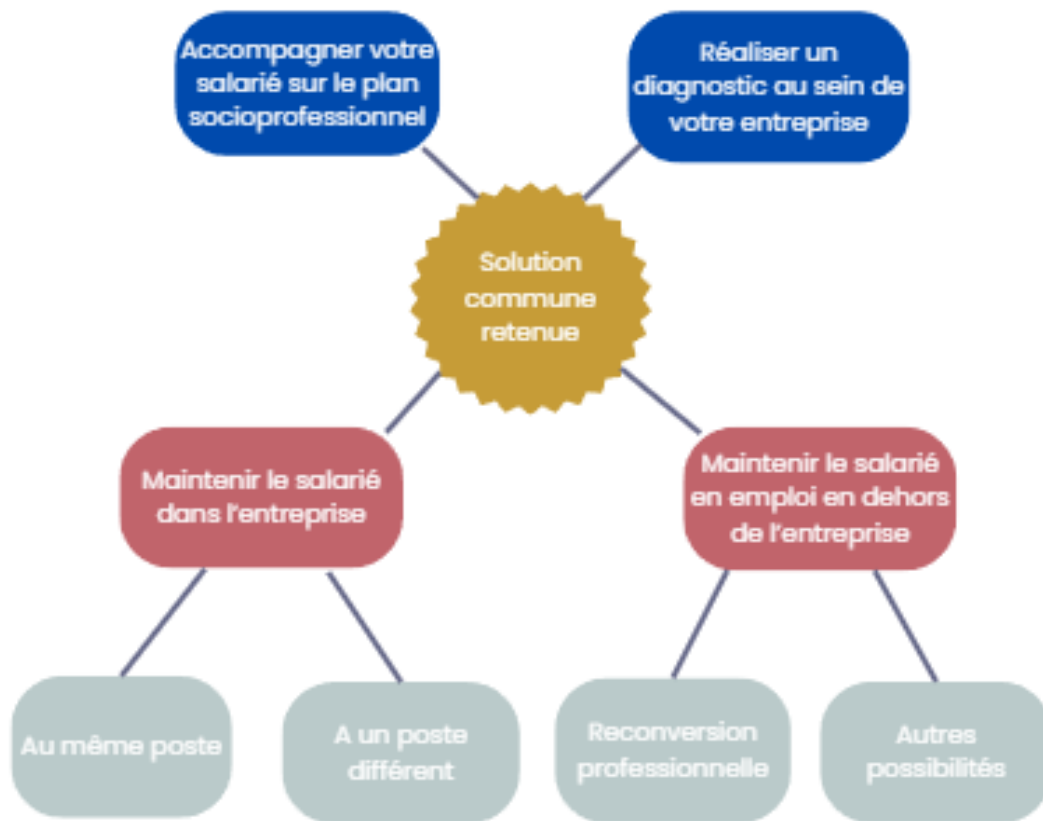 Accompagner votre
salarié sur le plan
socioprofessionnel
Réaliser un
diagnostic au sein de
votre entreprise
Solution
commune
retenue
Maintenir le salarié
dans l'entreprise
Maintenir le salarié
en emploi en dehors
de l'entreprise
Au même poste
A un poste
différent
Reconversion
professionnelle
Autres
possibilités